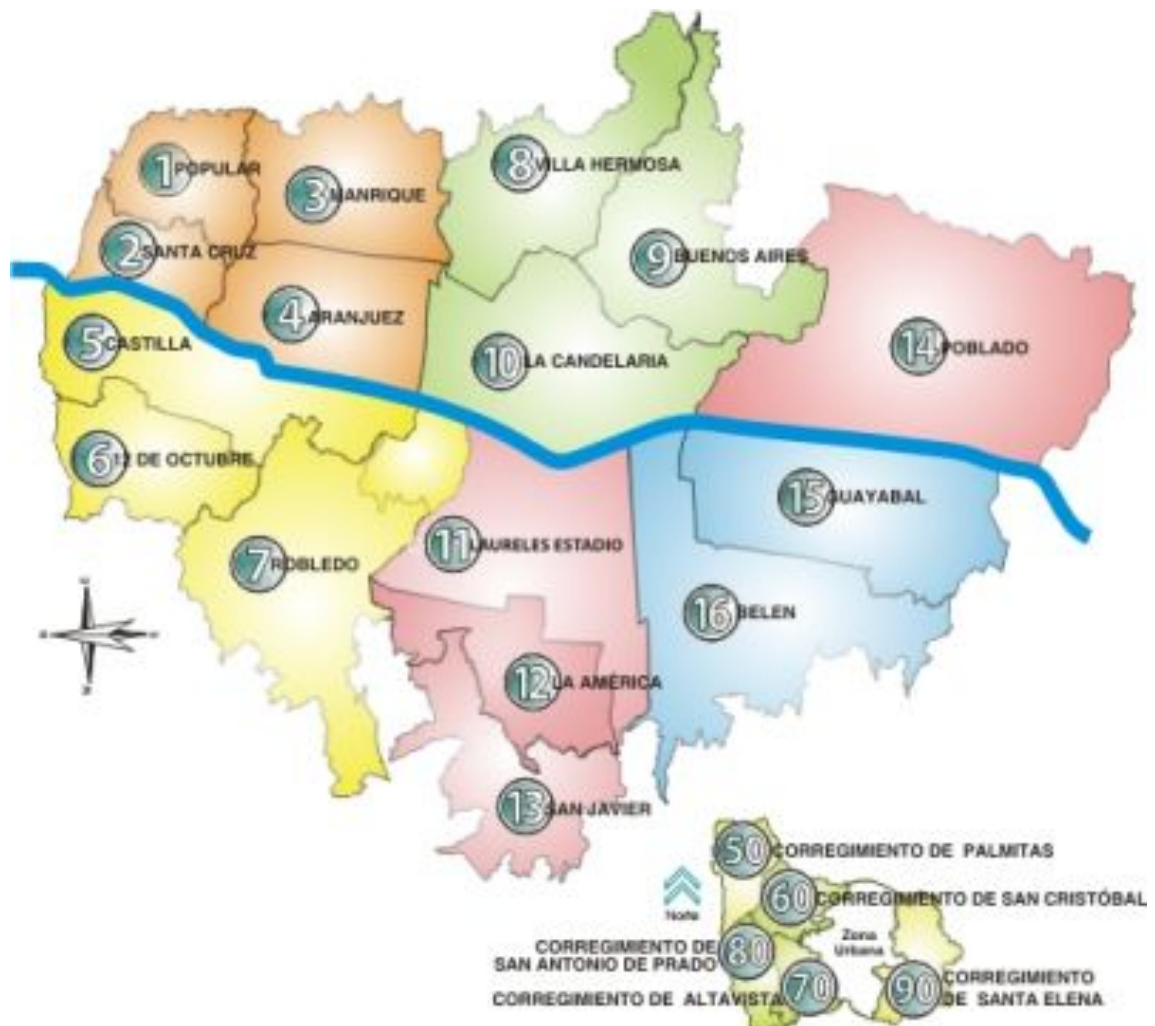 1 POPULAR
3 MANRIQUE
8 VILLA HERMOSA
2 SANTA CRUZ
9 BUENOS AIRES
4 ARANJUEZ
5 CASTILLA
10 LA CANDELARIA
14 POBLADO
6 12 DE OCTUBRE
15 GUAYABAL
11 LAURELES ESTADIO
7 ROBLEDO
16 BELEN
12 LA AMÉRICA
13 SAN JAVIER
50 CORREGIMIENTO DE PALMITAS
60 CORREGIMIENTO DE SAN CRISTÓBAL
Norte
Zona
Urbana
CORREGIMIENTO DE
SAN ANTONIO DE PRADO 80
CORREGIMIENTO DE ALTAVISTA 70
90 CORREGIMIENTO
DE SANTA ELENA